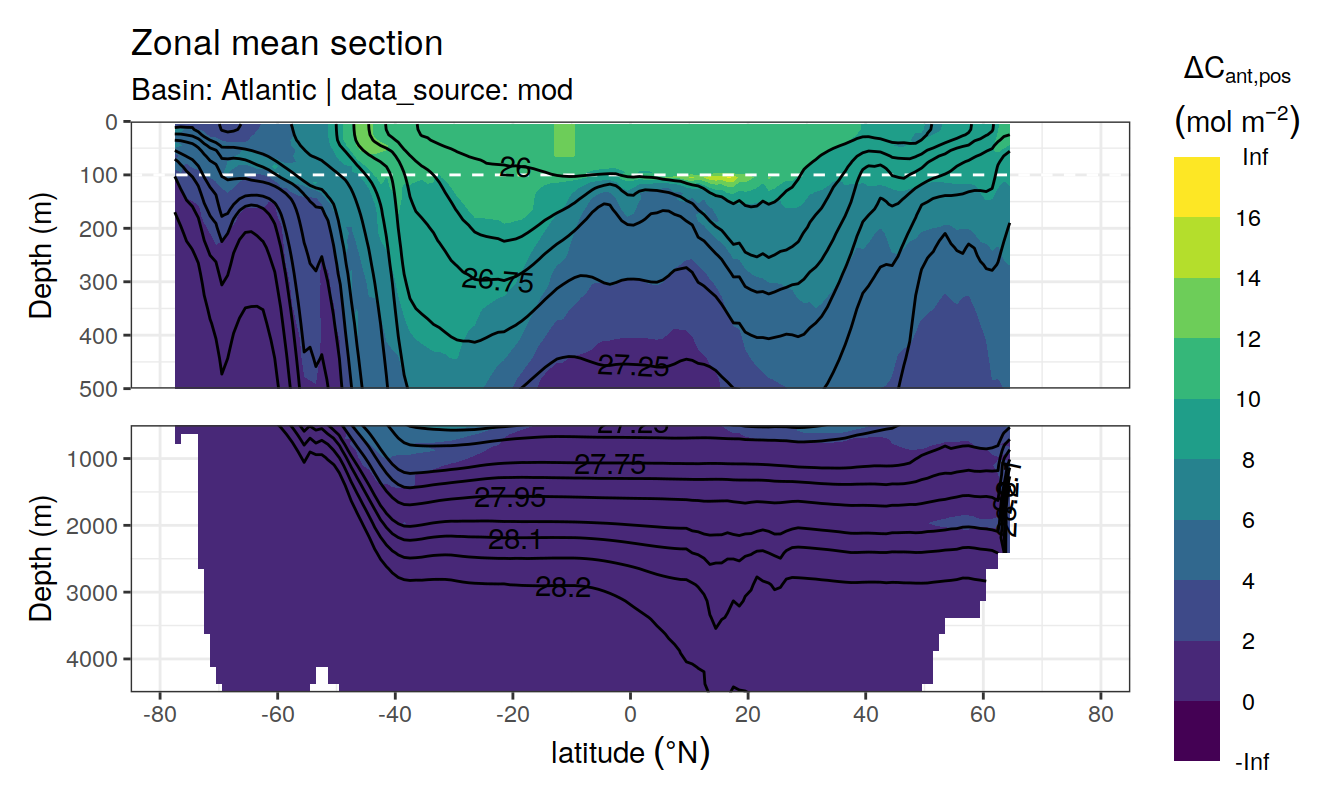 Zonal mean section
Basin: Atlantic | data_source: mod
ΔC_ant,pos
(mol m⁻²)
Inf
16
14
12
10
8
6
4
2
0
-Inf
Depth (m)
0
100
200
300
400
500
26
26.75
27.25
Depth (m)
1000
2000
3000
4000
27.25
27.75
27.95
28.1
28.2
-80 -60 -40 -20 0 20 40 60 80
latitude (°N)